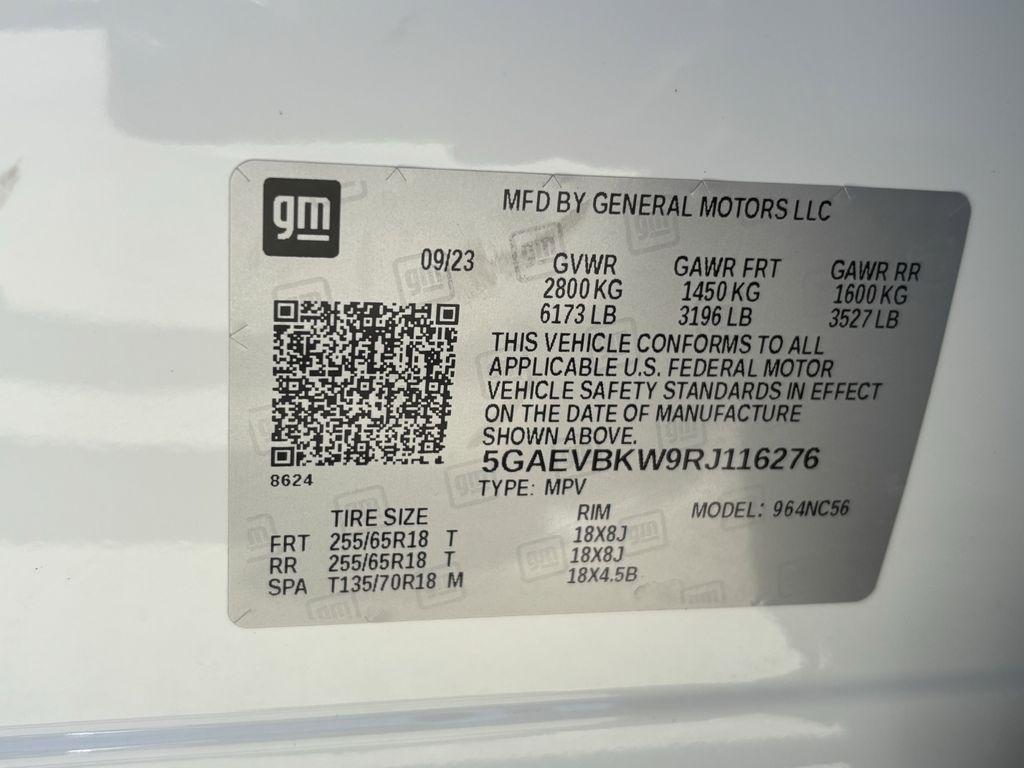 gm
MFD BY GENERAL MOTORS LLC
09/23 GVWR GAWR FRT GAWR RR
2800 KG 1450 KG 1600 KG
6173 LB 3196 LB 3527 LB
THIS VEHICLE CONFORMS TO ALL
APPLICABLE U.S. FEDERAL MOTOR
VEHICLE SAFETY STANDARDS IN EFFECT
ON THE DATE OF MANUFACTURE
SHOWN ABOVE.
5GAEVBKW9RJ116276
8624
TYPE: MPV
TIRE SIZE RIM MODEL: 964NC56
FRT 255/65R18 T 18X8J
RR 255/65R18 T 18X8J
SPA T135/70R18 M 18X4.5B